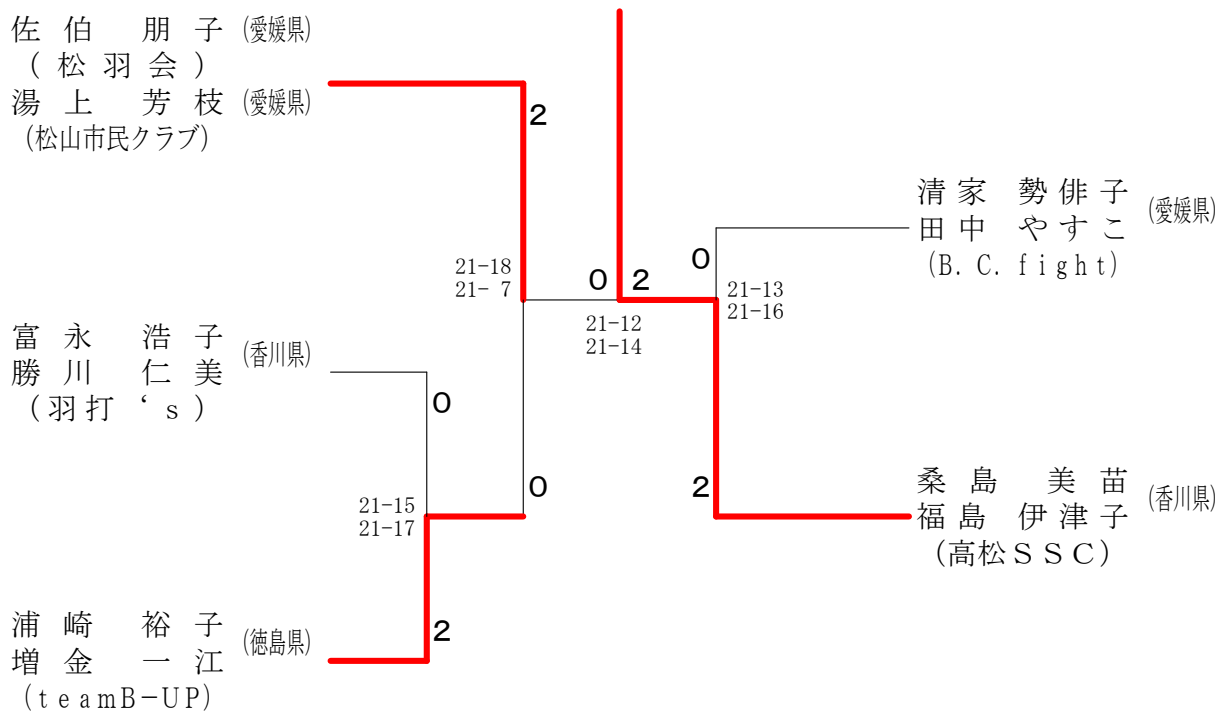 佐伯 朋子 (愛媛県)
(松羽会)
湯上 芳枝 (愛媛県)
(松山市民クラブ)
2
21-18
21- 7
富永 浩子
勝川 仁美 (香川県)
(羽打‘s)
0
21-15
21-17
0
浦崎 裕子
増金 一江 (徳島県)
(teamB-UP)
2
0 2
21-12
21-14
清家 勢俳子
田中 やすこ (愛媛県)
(B.C.fight)
0
21-13
21-16
2
桑島 美苗
福島 伊津子 (香川県)
(高松SSC)